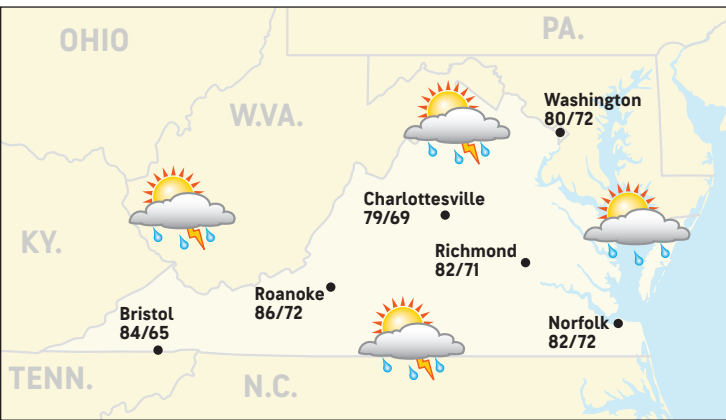 OHIO
PA.
W.VA.
Washington
80/72
Charlottesville
79/69
KY.
Richmond
82/71
Roanoke
86/72
Bristol
84/65
Norfolk
82/72
TENN.
N.C.